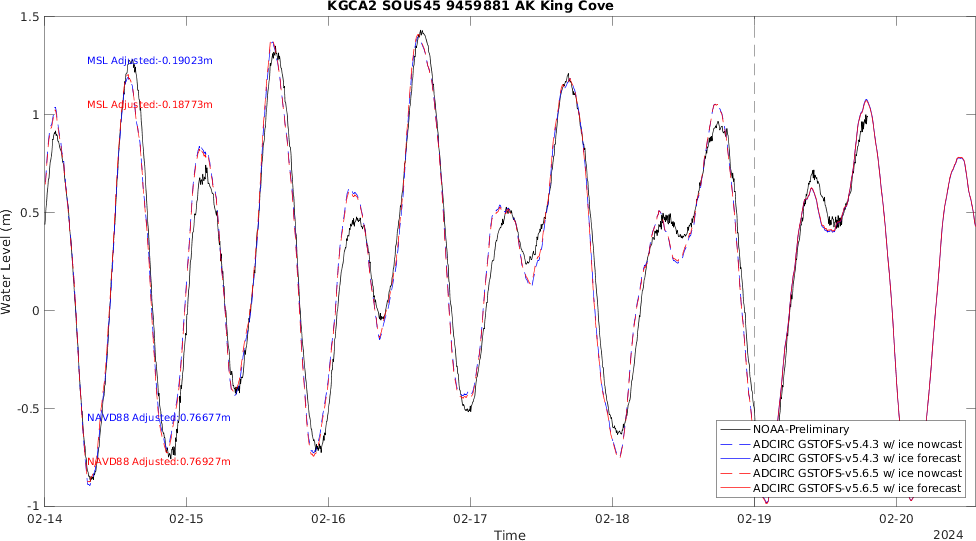 KGCA2 SOUS45 9459881 AK King Cove
1.5
1
0.5
0
-0.5
-1
Water Level (m)
MSL Adjusted:-0.19023m
MSL Adjusted:-0.18773m
NAVD88 Adjusted:0.76677m
NAVD88 Adjusted:0.76927m
NOAA-Preliminary
ADCIRC GSTOFS-v5.4.3 w/ ice nowcast
ADCIRC GSTOFS-v5.4.3 w/ ice forecast
ADCIRC GSTOFS-v5.6.5 w/ ice nowcast
ADCIRC GSTOFS-v5.6.5 w/ ice forecast
02-14 02-15 02-16 02-17 02-18 02-19 02-20
Time
2024